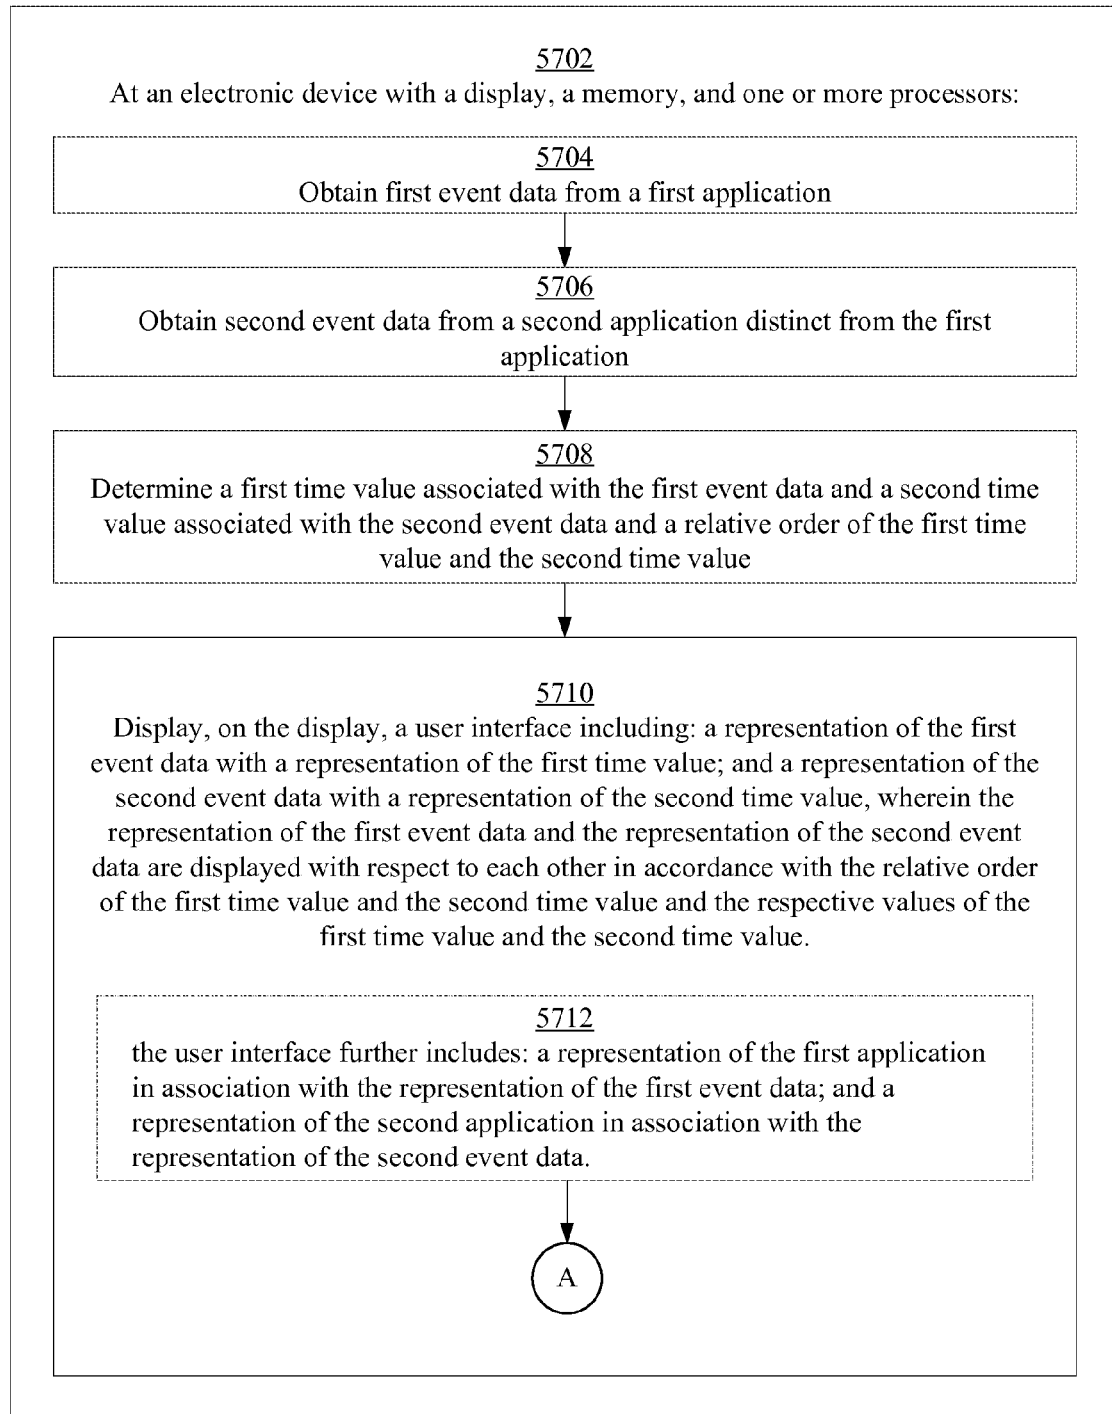 5702
At an electronic device with a display, a memory, and one or more processors:
5704
Obtain first event data from a first application
5706
Obtain second event data from a second application distinct from the first
application
5708
Determine a first time value associated with the first event data and a second time
value associated with the second event data and a relative order of the first time
value and the second time value
5710
Display, on the display, a user interface including: a representation of the first
event data with a representation of the first time value; and a representation of the
second event data with a representation of the second time value, wherein the
representation of the first event data and the representation of the second event
data are displayed with respect to each other in accordance with the relative order
of the first time value and the second time value and the respective values of the
first time value and the second time value.
5712
the user interface further includes: a representation of the first application
in association with the representation of the first event data; and a
representation of the second application in association with the
representation of the second event data.
A